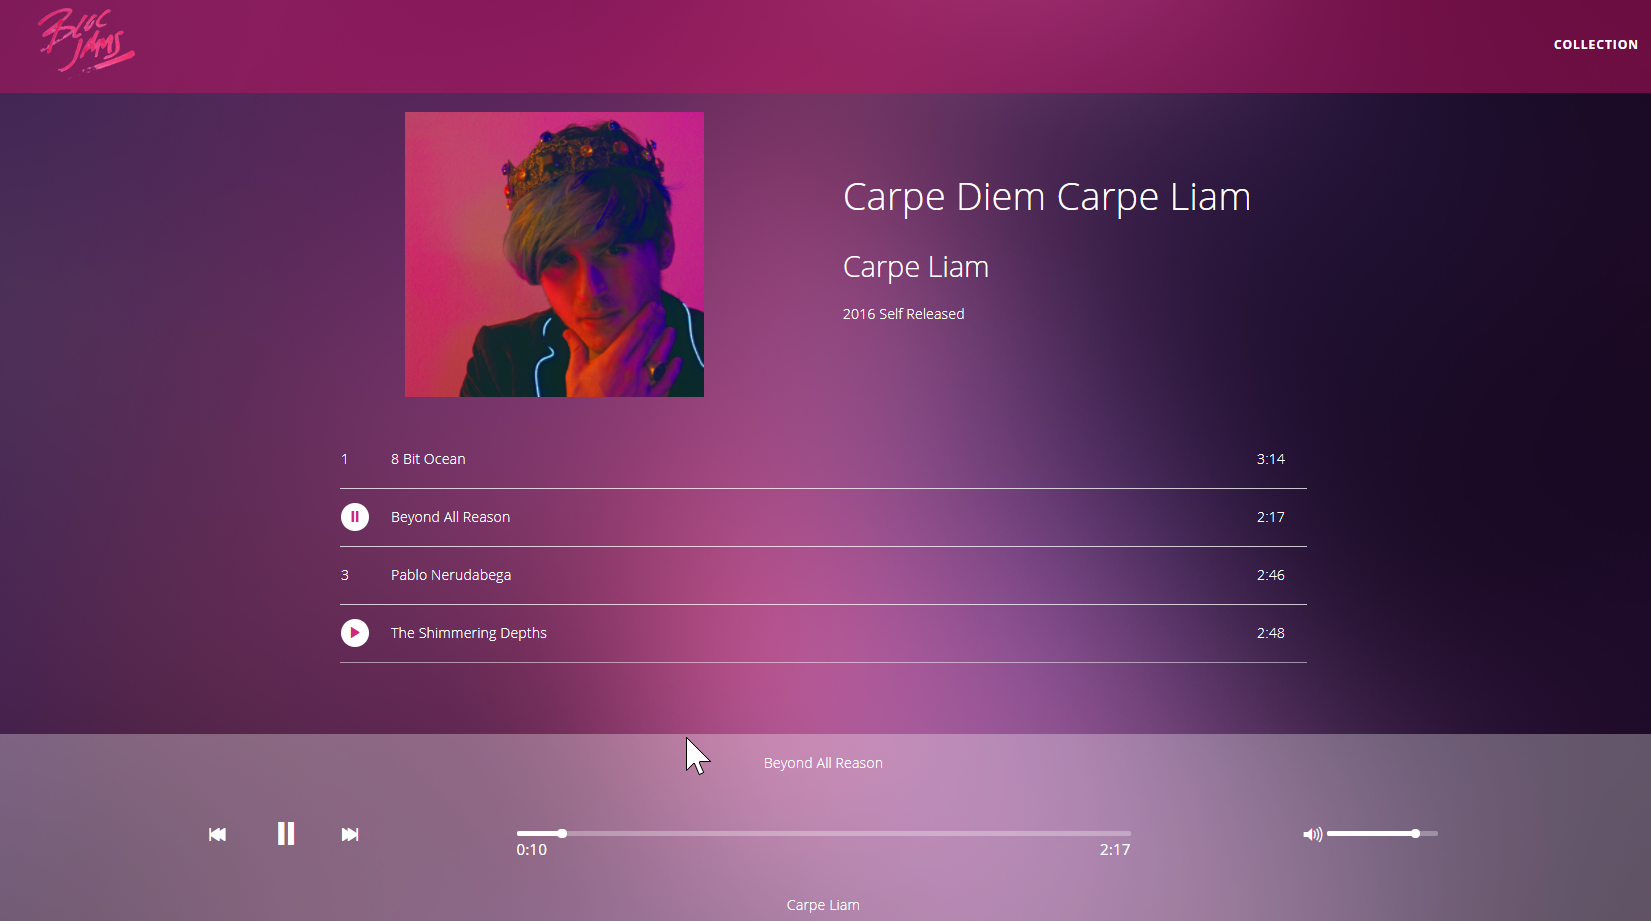 Bloc
Jams
COLLECTION
Carpe Diem Carpe Liam
Carpe Liam
2016 Self Released
1 8 Bit Ocean 3:14
Beyond All Reason 2:17
3 Pablo Nerudabega 2:46
The Shimmering Depths 2:48
Beyond All Reason
0:10 2:17
Carpe Liam